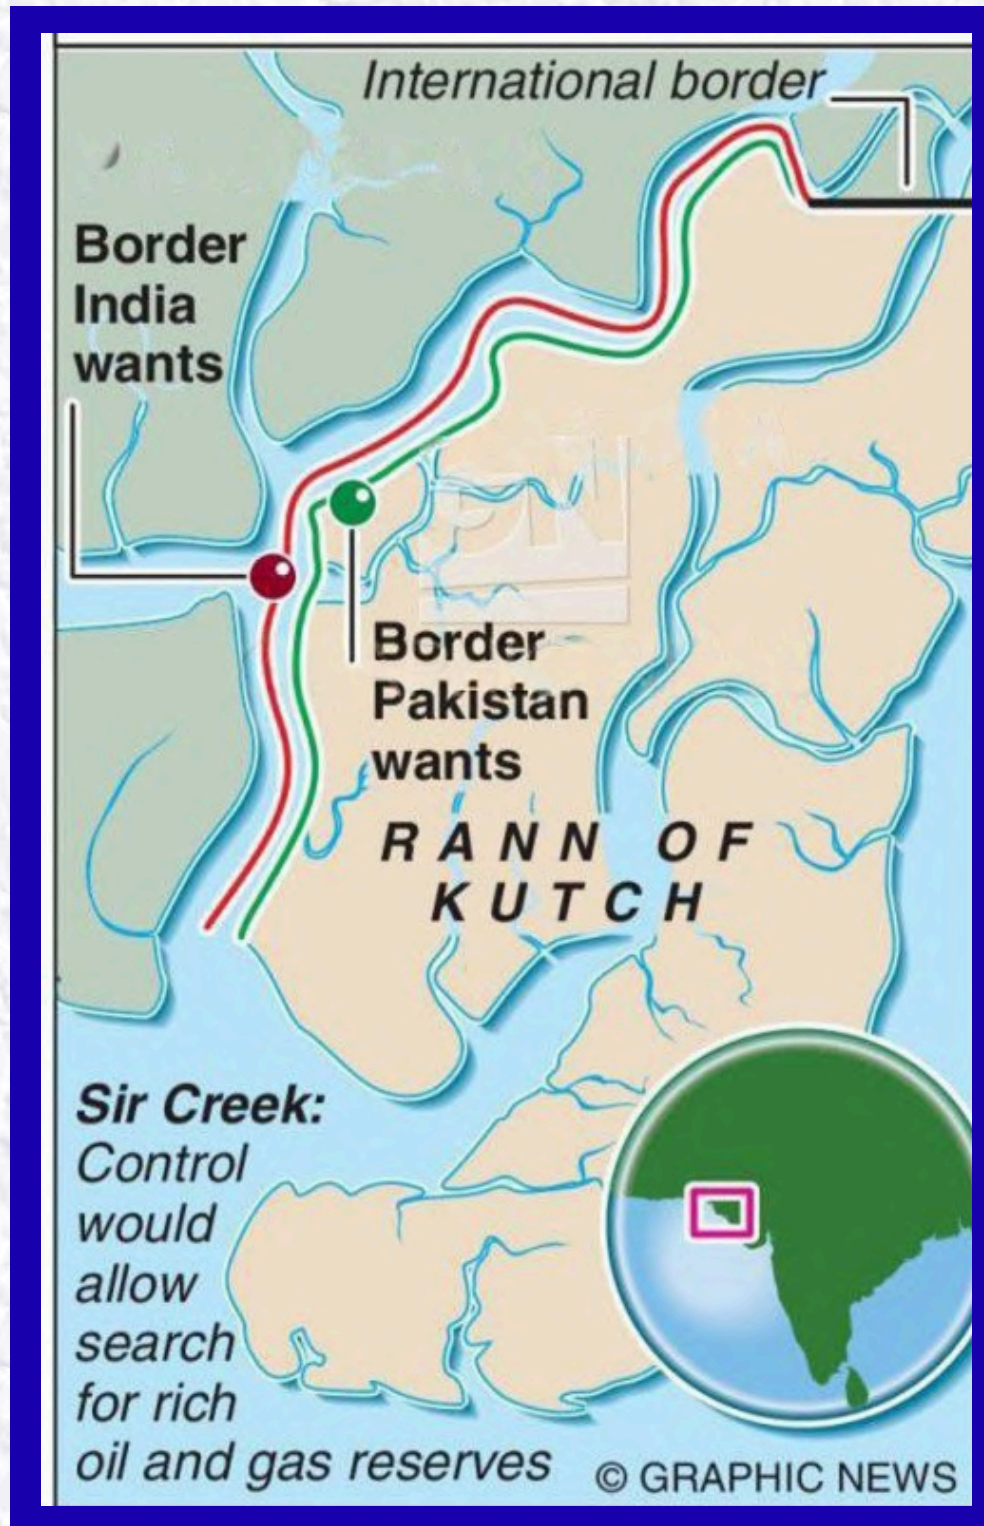 International border
Border
India
wants
Border
Pakistan
wants
RANN OF
KUTCH
Sir Creek:
Control
would
allow
search
for rich
oil and gas reserves
© GRAPHIC NEWS